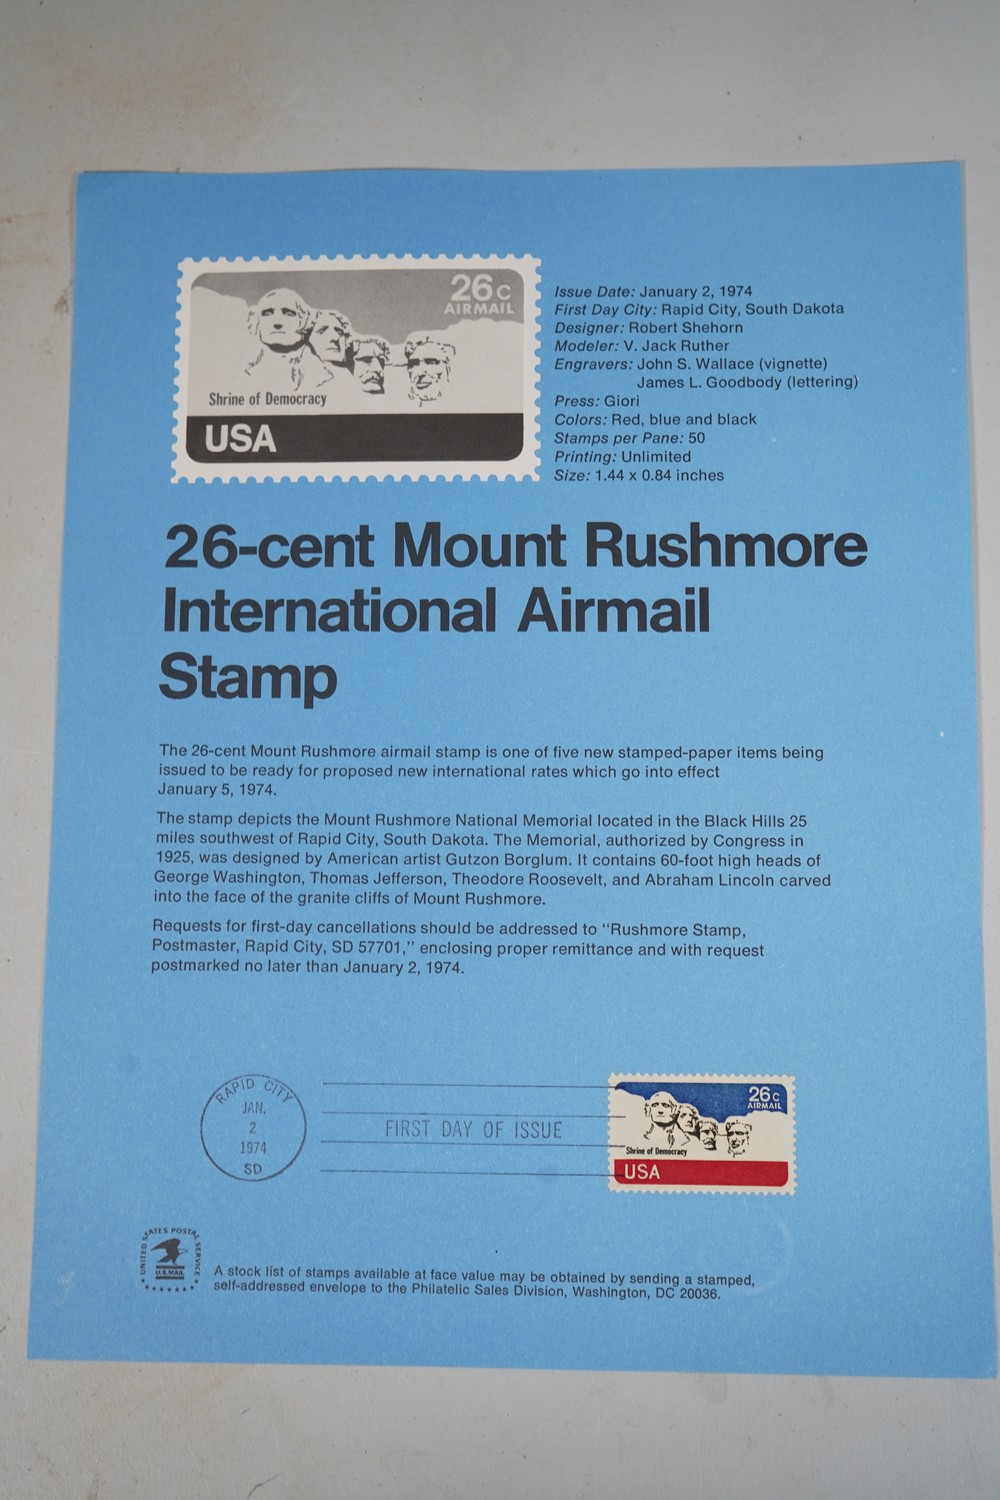 26c
AIRMAIL
Shrine of Democracy
USA
Issue Date: January 2, 1974
First Day City: Rapid City, South Dakota
Designer: Robert Shehorn
Modeler: V. Jack Ruther
Engravers: John S. Wallace (vignette)
James L. Goodbody (lettering)
Press: Giori
Colors: Red, blue and black
Stamps per Pane: 50
Printing: Unlimited
Size: 1.44 x 0.84 inches
26-cent Mount Rushmore
International Airmail
Stamp
The 26-cent Mount Rushmore airmail stamp is one of five new stamped-paper items being
issued to be ready for proposed new international rates which go into effect
January 5, 1974.
The stamp depicts the Mount Rushmore National Memorial located in the Black Hills 25
miles southwest of Rapid City, South Dakota. The Memorial, authorized by Congress in
1925, was designed by American artist Gutzon Borglum. It contains 60-foot high heads of
George Washington, Thomas Jefferson, Theodore Roosevelt, and Abraham Lincoln carved
into the face of the granite cliffs of Mount Rushmore.
Requests for first-day cancellations should be addressed to “Rushmore Stamp,
Postmaster, Rapid City, SD 57701,” enclosing proper remittance and with request
postmarked no later than January 2, 1974.
RAPID CITY
JAN.
2
1974
SD
FIRST DAY OF ISSUE
26c
AIRMAIL
Shrine of Democracy
USA
UNITED STATES POSTAL SERVICE
U.S. MAIL
A stock list of stamps available at face value may be obtained by sending a stamped,
self-addressed envelope to the Philatelic Sales Division, Washington, DC 20036.